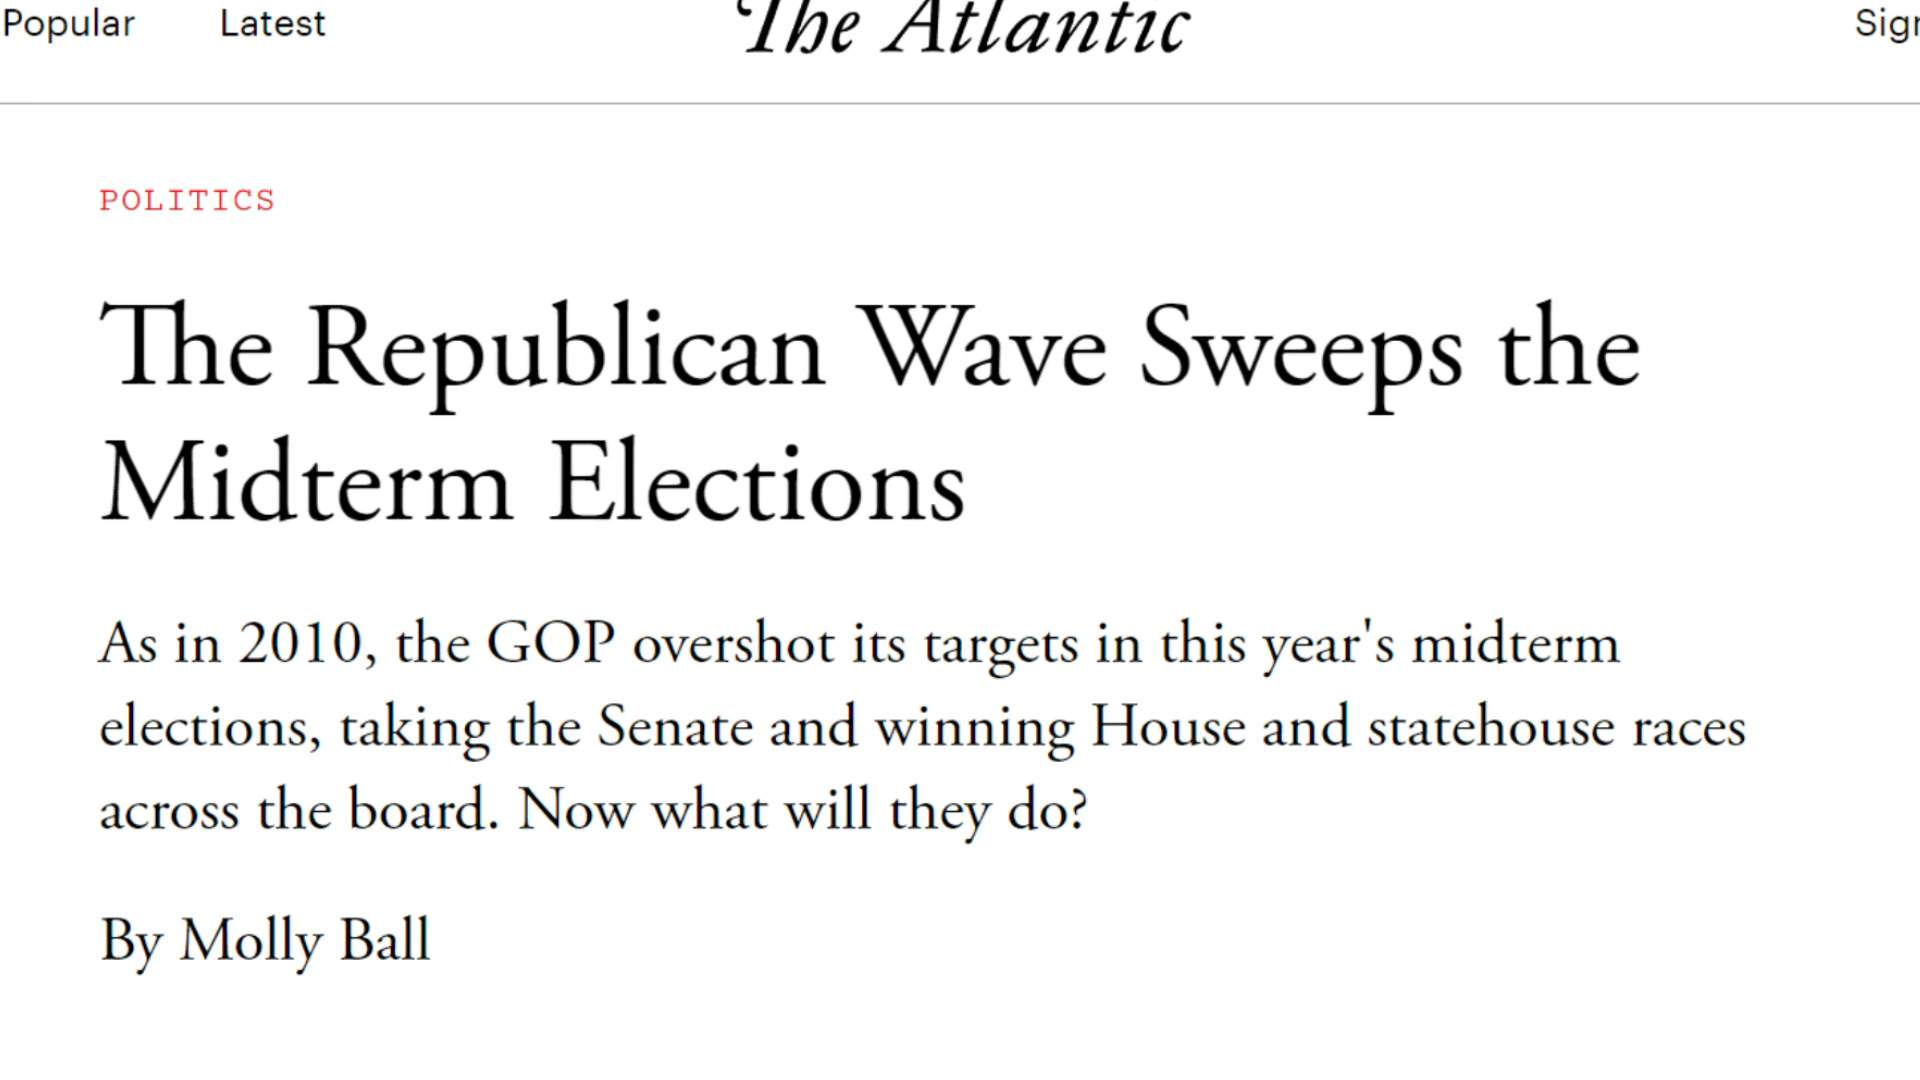 Popular Latest The Atlantic
POLITICS
The Republican Wave Sweeps the
Midterm Elections
As in 2010, the GOP overshot its targets in this year's midterm
elections, taking the Senate and winning House and statehouse races
across the board. Now what will they do?
By Molly Ball